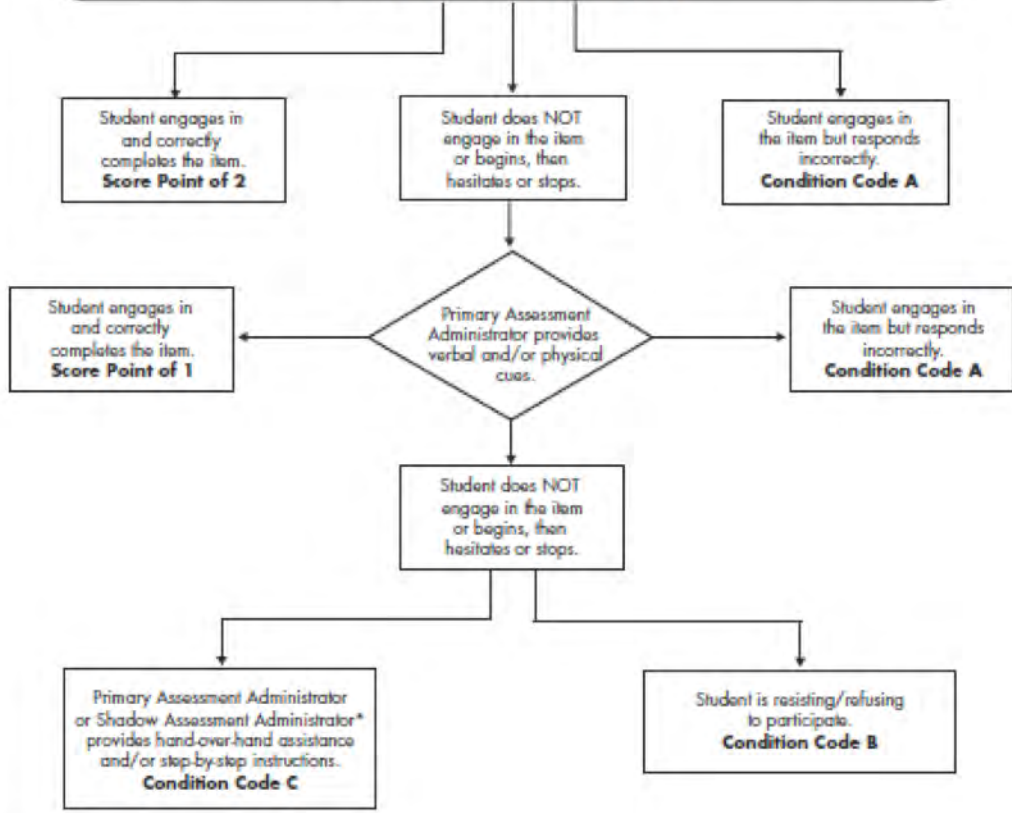 Student engages in
and correctly
completes the item.
Score Point of 2
Student does NOT
engage in the item
or begins, then
hesitates or stops.
Student engages in
the item but responds
incorrectly.
Condition Code A
Student engages in
and correctly
completes the item.
Score Point of 1
Primary Assessment
Administrator provides
verbal and/or physical
cues.
Student engages in
the item but responds
incorrectly.
Condition Code A
Student does NOT
engage in the item
or begins, then
hesitates or stops.
Primary Assessment Administrator
or Shadow Assessment Administrator*
provides hand-over-hand assistance
and/or step-by-step instructions.
Condition Code C
Student is resisting/refusing
to participate.
Condition Code B